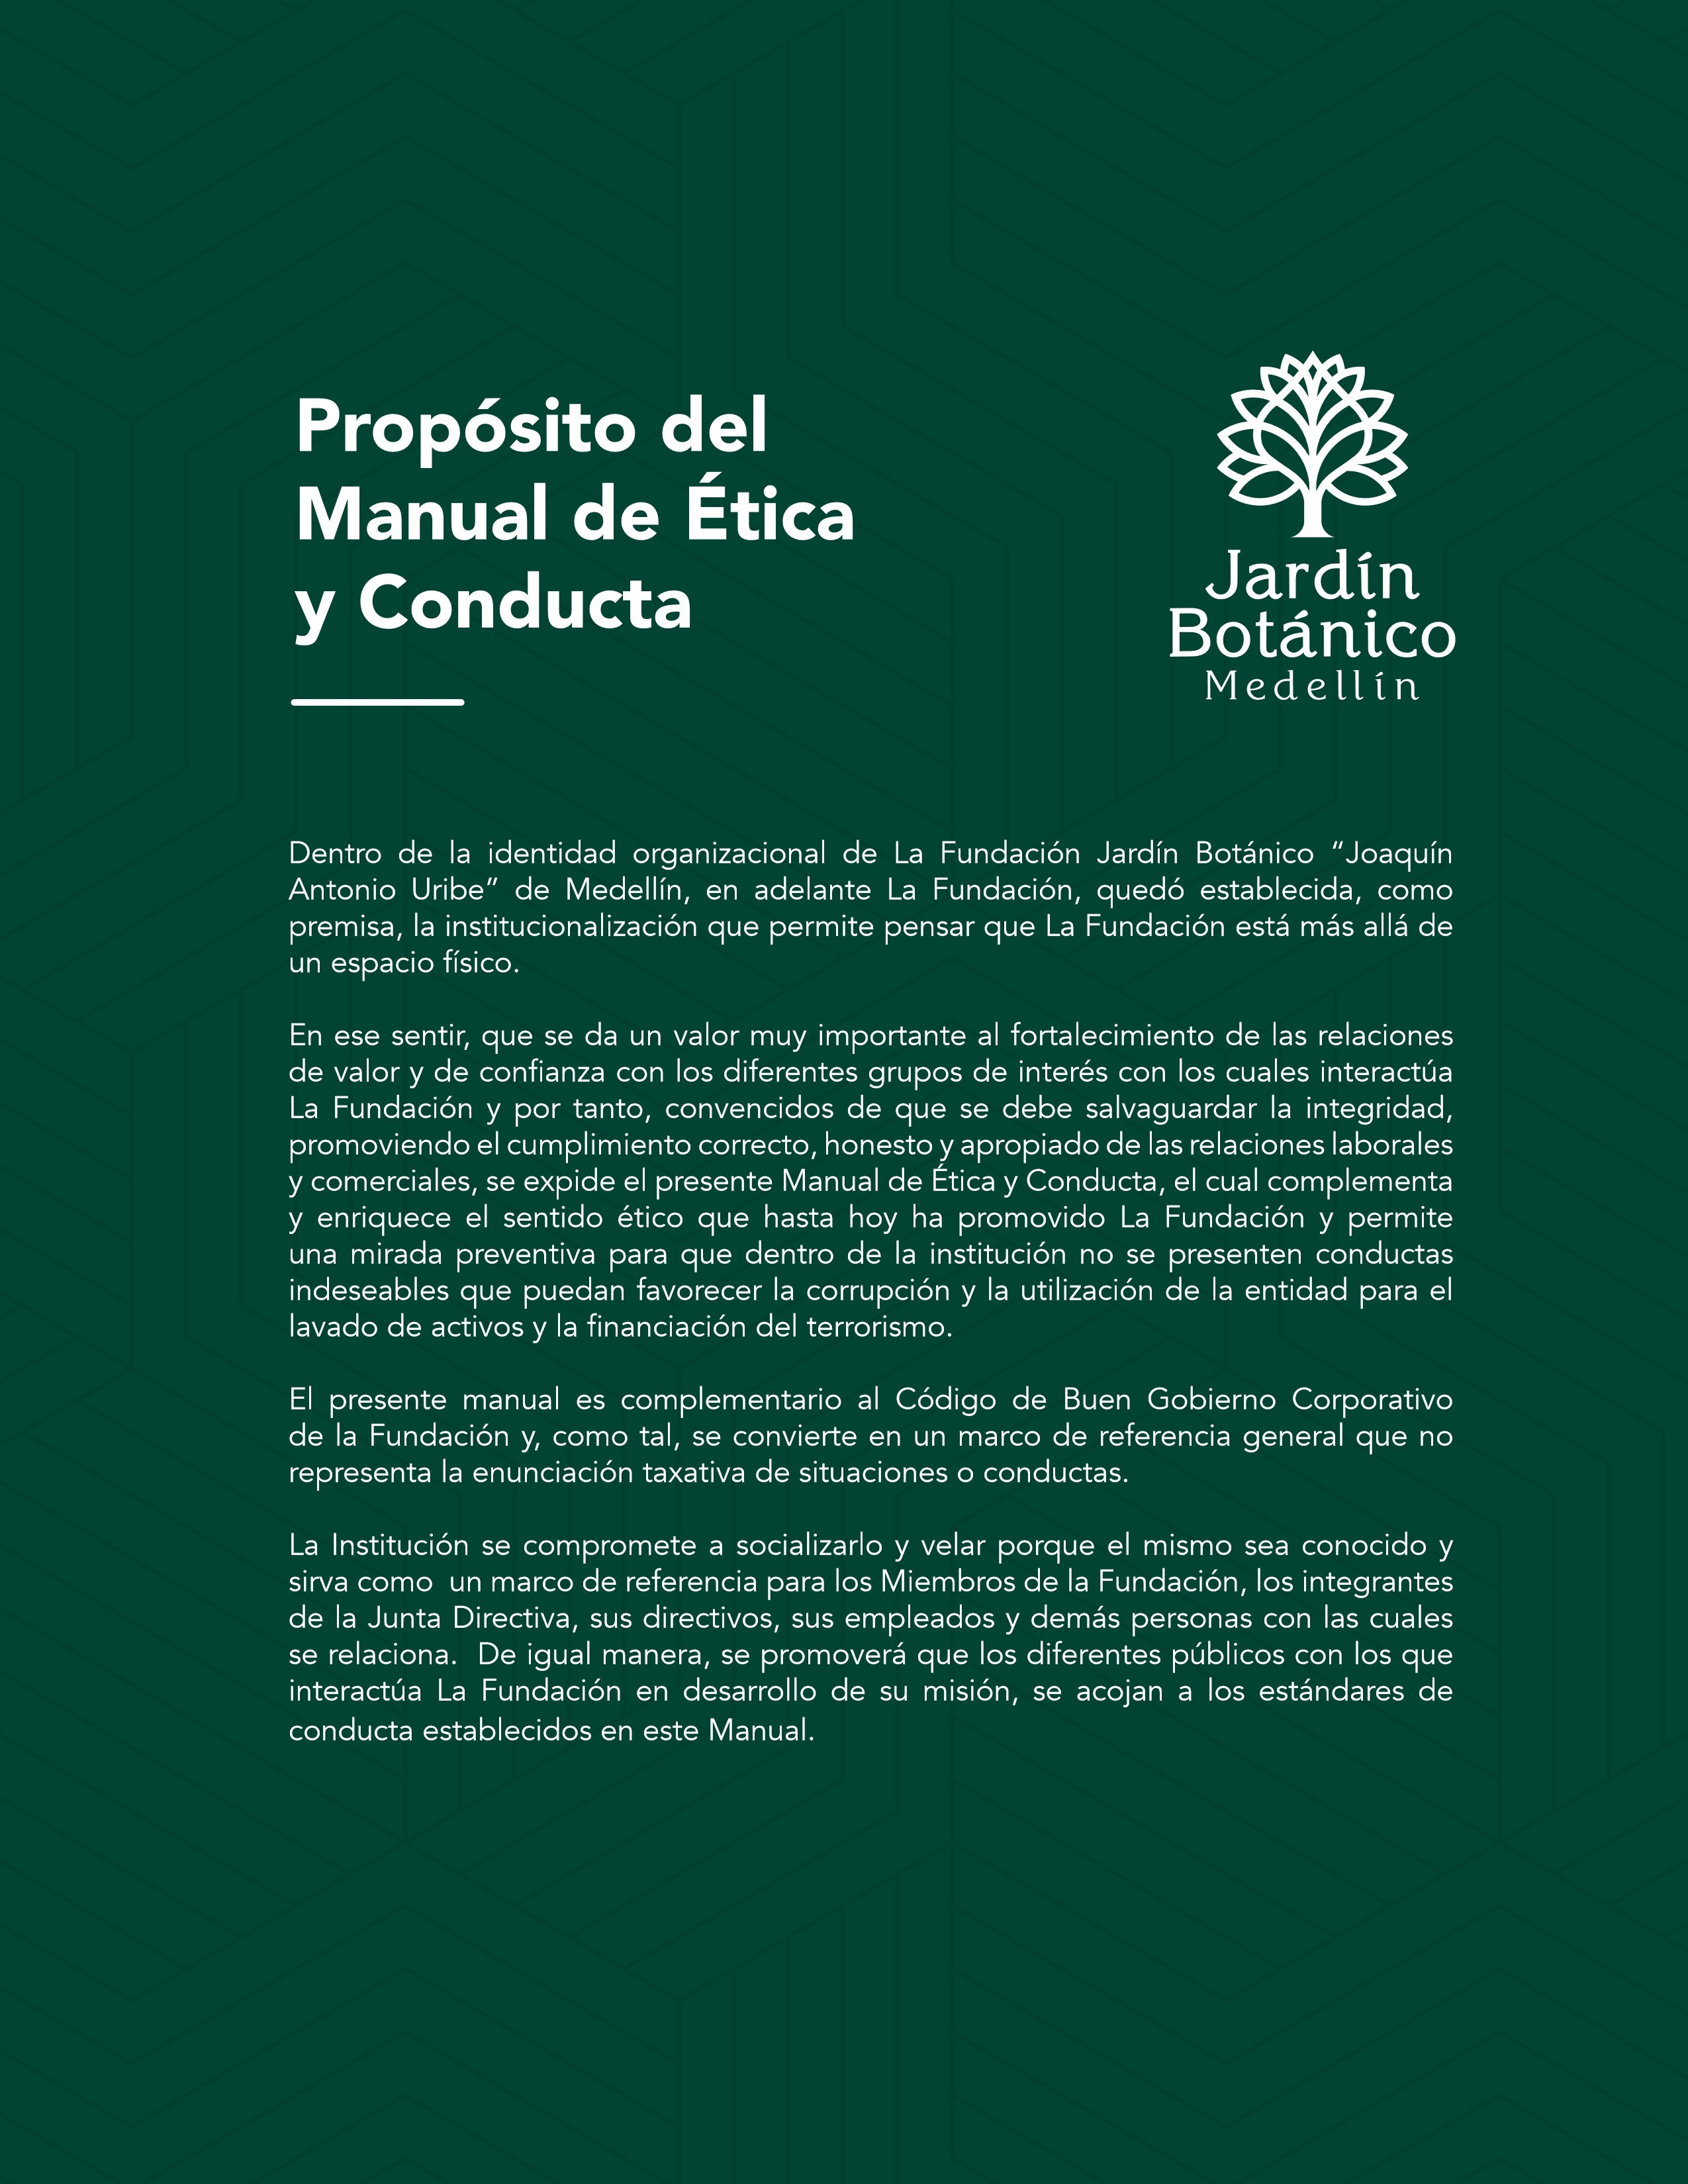 Propósito del
Manual de Ética
y Conducta
Jardín
Botánico
Medellín
Dentro de la identidad organizacional de La Fundación Jardín Botánico “Joaquín
Antonio Uribe” de Medellín, en adelante La Fundación, quedó establecida, como
premisa, la institucionalización que permite pensar que La Fundación está más allá de
un espacio físico.
En ese sentir, que se da un valor muy importante al fortalecimiento de las relaciones
de valor y de confianza con los diferentes grupos de interés con los cuales interactúa
La Fundación y por tanto, convencidos de que se debe salvaguardar la integridad,
promoviendo el cumplimiento correcto, honesto y apropiado de las relaciones laborales
y comerciales, se expide el presente Manual de Ética y Conducta, el cual complementa
y enriquece el sentido ético que hasta hoy ha promovido La Fundación y permite
una mirada preventiva para que dentro de la institución no se presenten conductas
indeseables que puedan favorecer la corrupción y la utilización de la entidad para el
lavado de activos y la financiación del terrorismo.
El presente manual es complementario al Código de Buen Gobierno Corporativo
de la Fundación y, como tal, se convierte en un marco de referencia general que no
representa la enunciación taxativa de situaciones o conductas.
La Institución se compromete a socializarlo y velar porque el mismo sea conocido y
sirva como  un marco de referencia para los Miembros de la Fundación, los integrantes
de la Junta Directiva, sus directivos, sus empleados y demás personas con las cuales
se relaciona.  De igual manera, se promoverá que los diferentes públicos con los que
interactúa La Fundación en desarrollo de su misión, se acojan a los estándares de
conducta establecidos en este Manual.